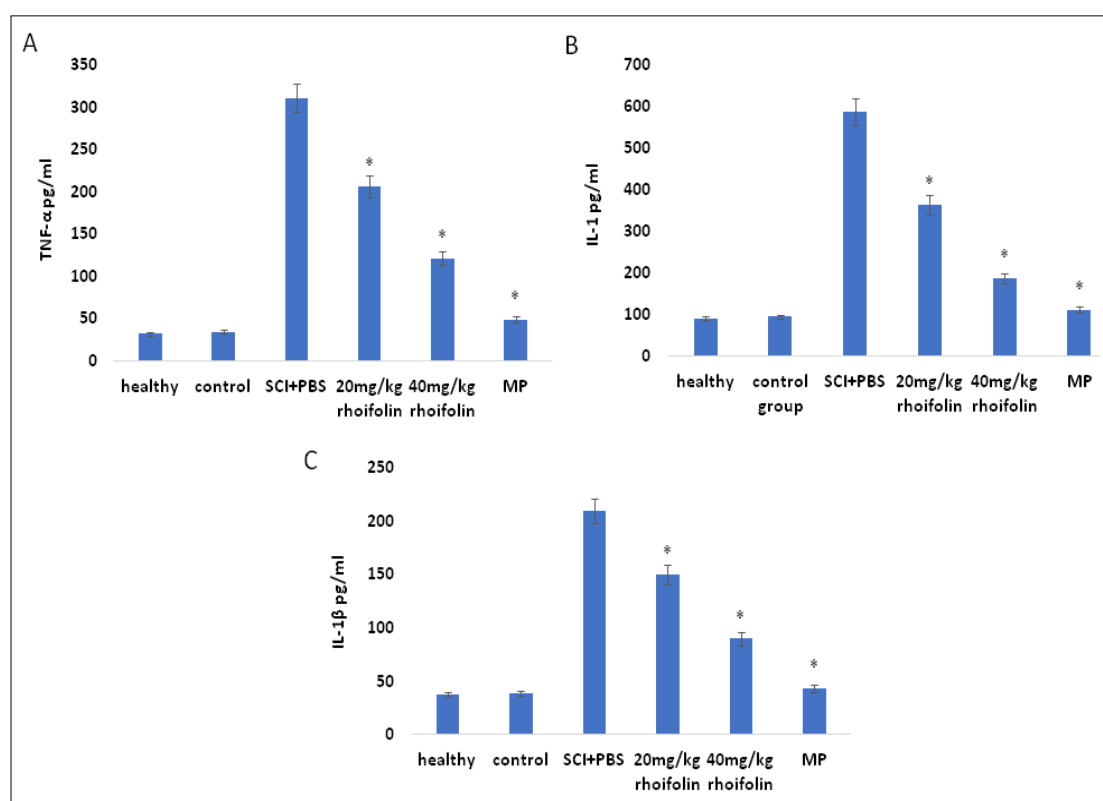 A
350
300
250
200
150
100
50
0
TNF-α pg/ml
*
*
*
healthy control SCI+PBS 20mg/kg 40mg/kg MP
rhoifolin rhoifolin
B
700
600
500
400
300
200
100
0
IL-1 pg/ml
*
*
*
healthy control SCI+PBS 20mg/kg 40mg/kg MP
group rhoifolin rhoifolin
C
250
200
150
100
50
0
IL-1β pg/ml
*
*
*
healthy control SCI+PBS 20mg/kg 40mg/kg MP
rhoifolin rhoifolin